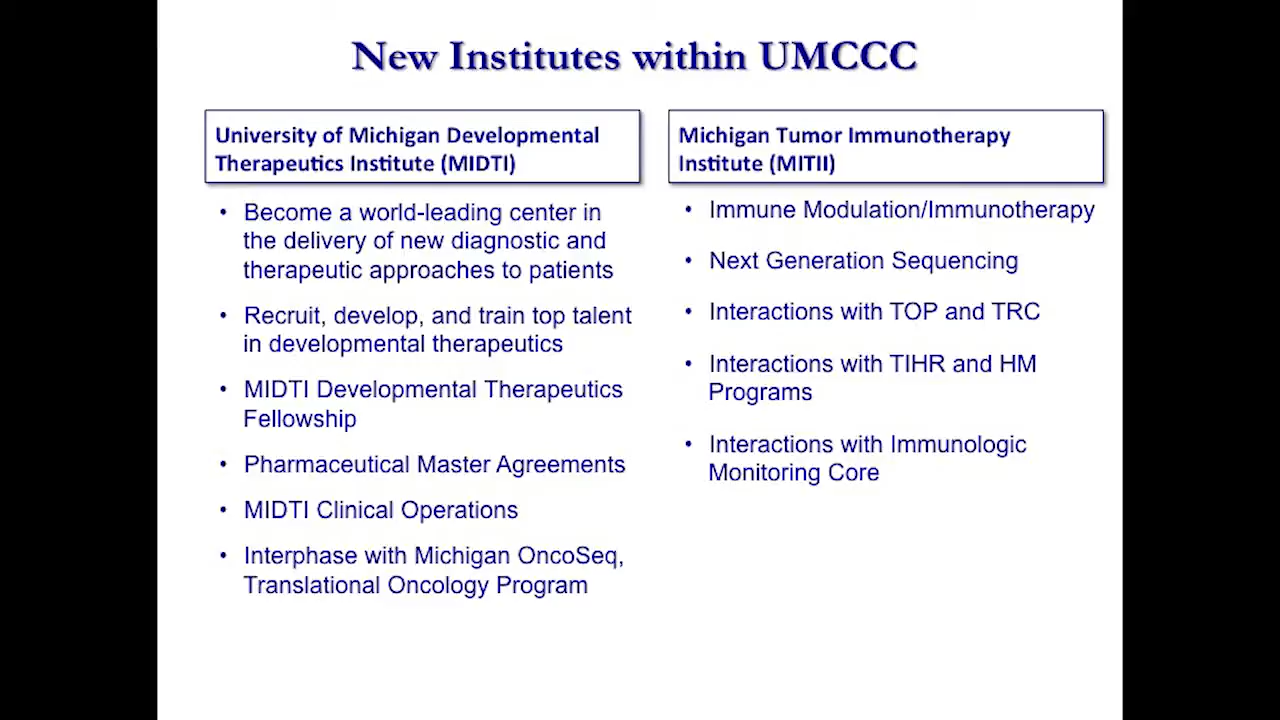 New Institutes within UMCCC
University of Michigan Developmental
Therapeutics Institute (MIDTI)
• Become a world-leading center in
the delivery of new diagnostic and
therapeutic approaches to patients
• Recruit, develop, and train top talent
in developmental therapeutics
• MIDTI Developmental Therapeutics
Fellowship
• Pharmaceutical Master Agreements
• MIDTI Clinical Operations
• Interphase with Michigan OncoSeq,
Translational Oncology Program
Michigan Tumor Immunotherapy
Institute (MITII)
• Immune Modulation/Immunotherapy
• Next Generation Sequencing
• Interactions with TOP and TRC
• Interactions with TIHR and HM
Programs
• Interactions with Immunologic
Monitoring Core